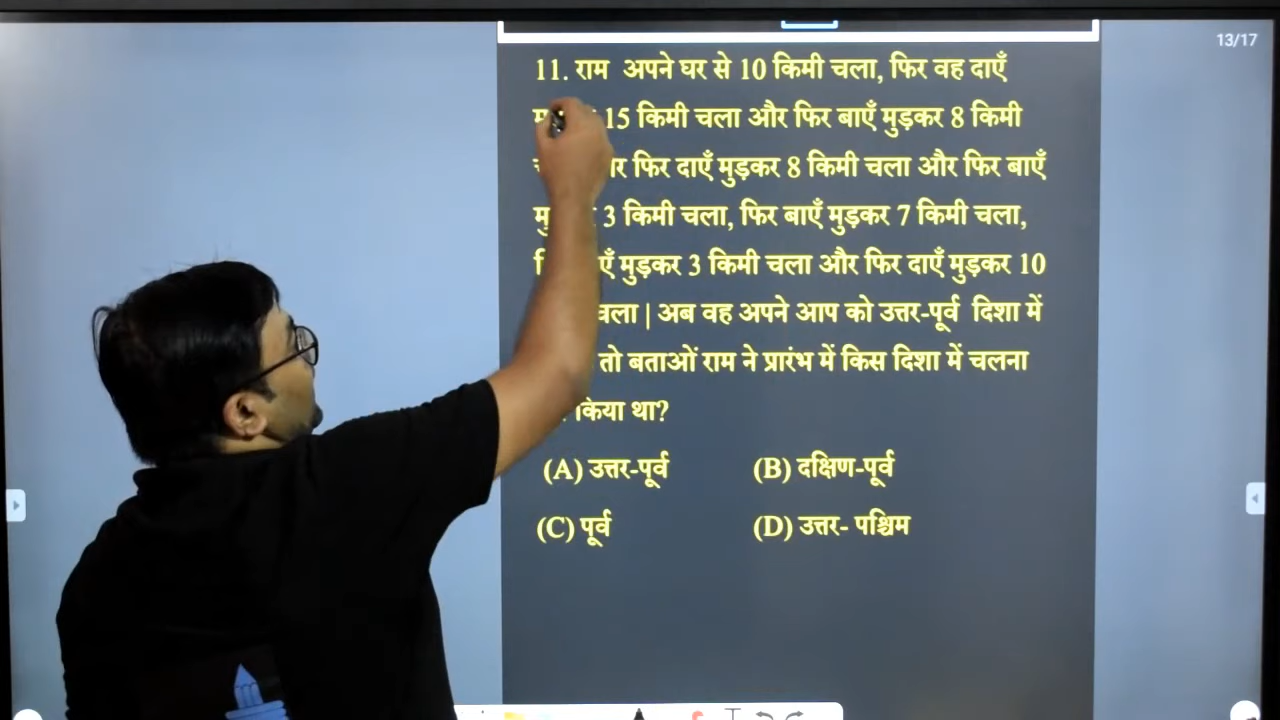 13/17
11. राम अपने घर से 10 किमी चला, फिर वह दाएँ
15 किमी चला और फिर बाएँ मुड़कर 8 किमी
फिर दाएँ मुड़कर 8 किमी चला और फिर बाएँ
3 किमी चला, फिर बाएँ मुड़कर 7 किमी चला,
मुड़कर 3 किमी चला और फिर दाएँ मुड़कर 10
चला | अब वह अपने आप को उत्तर-पूर्व दिशा में
तो बताओं राम ने प्रारंभ में किस दिशा में चलना
किया था?
(A) उत्तर-पूर्व (B) दक्षिण-पूर्व
(C) पूर्व (D) उत्तर- पश्चिम